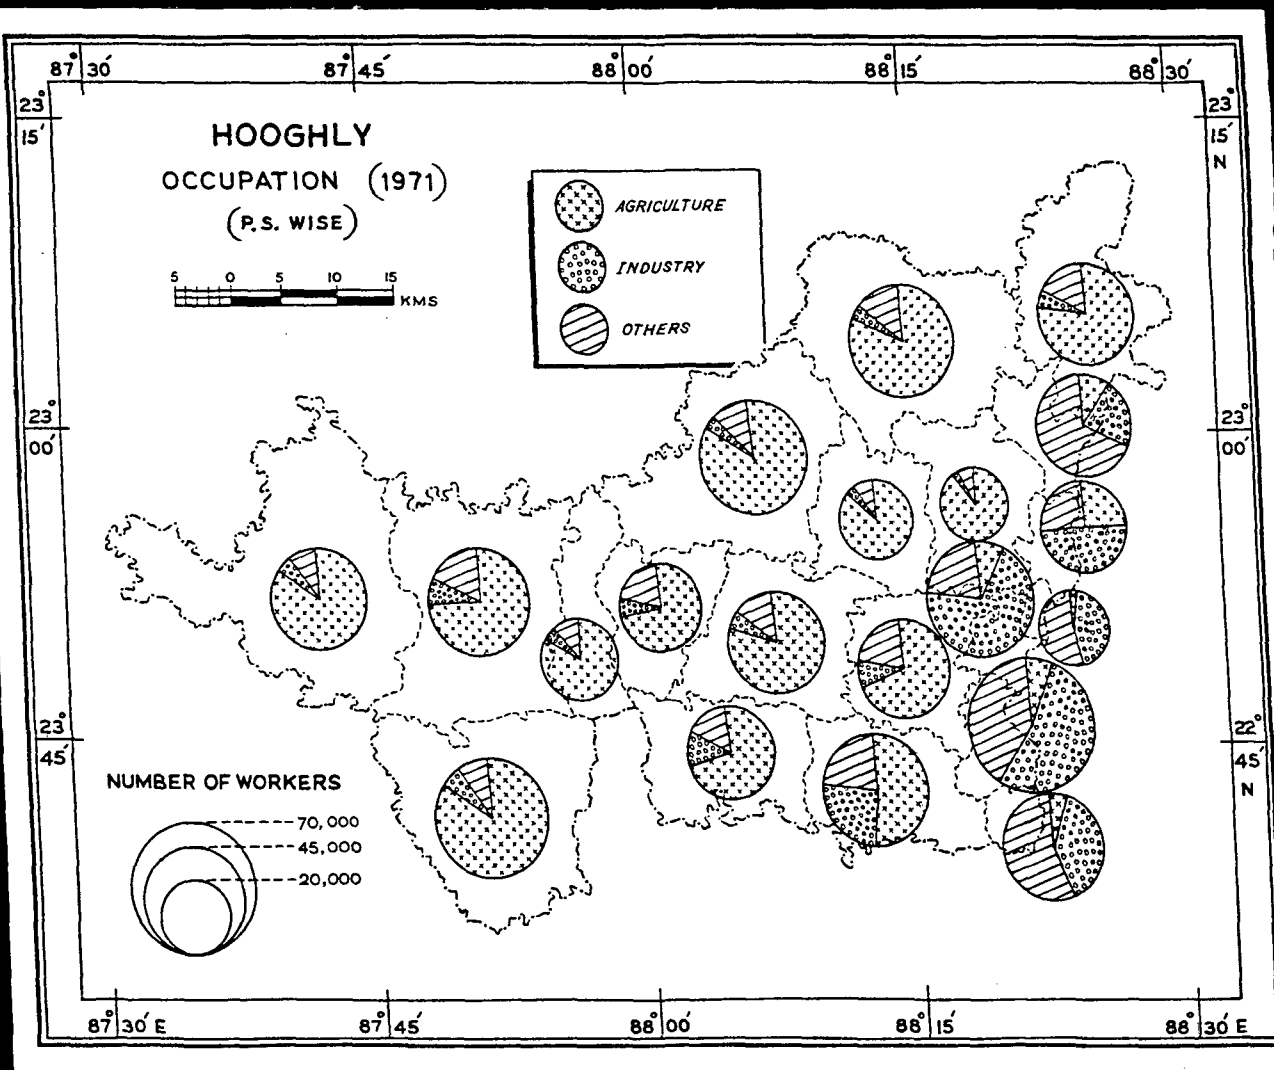 87°30′ 87°45′ 88°00′ 88°15′ 88°30′
23°
15′
23°
15′
N
HOOGHLY
OCCUPATION (1971)
(P.S. WISE)
5 0 5 10 15
KMS
AGRICULTURE
INDUSTRY
OTHERS
23°
00′
23°
00′
23°
45′
22°
45′
N
NUMBER OF WORKERS
70,000
45,000
20,000
87°30′E 87°45′ 88°00′ 88°15′ 88°30′E